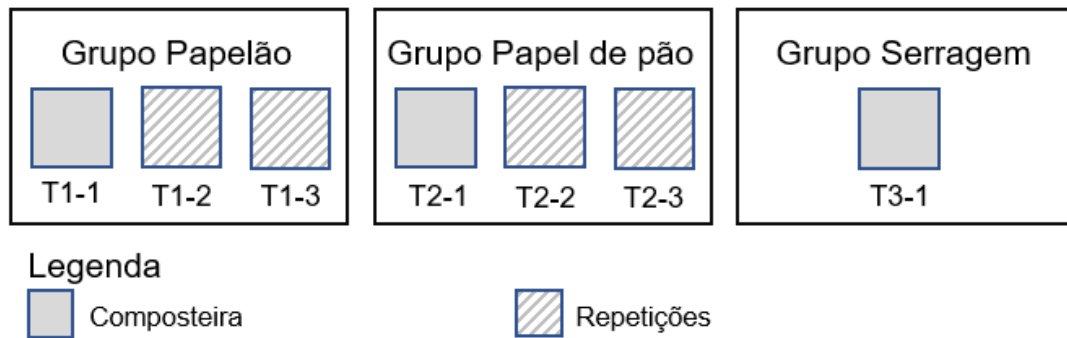 Grupo Papelão
T1-1 T1-2 T1-3
Grupo Papel de pão
T2-1 T2-2 T2-3
Grupo Serragem
T3-1
Legenda
Composteira
Repetições